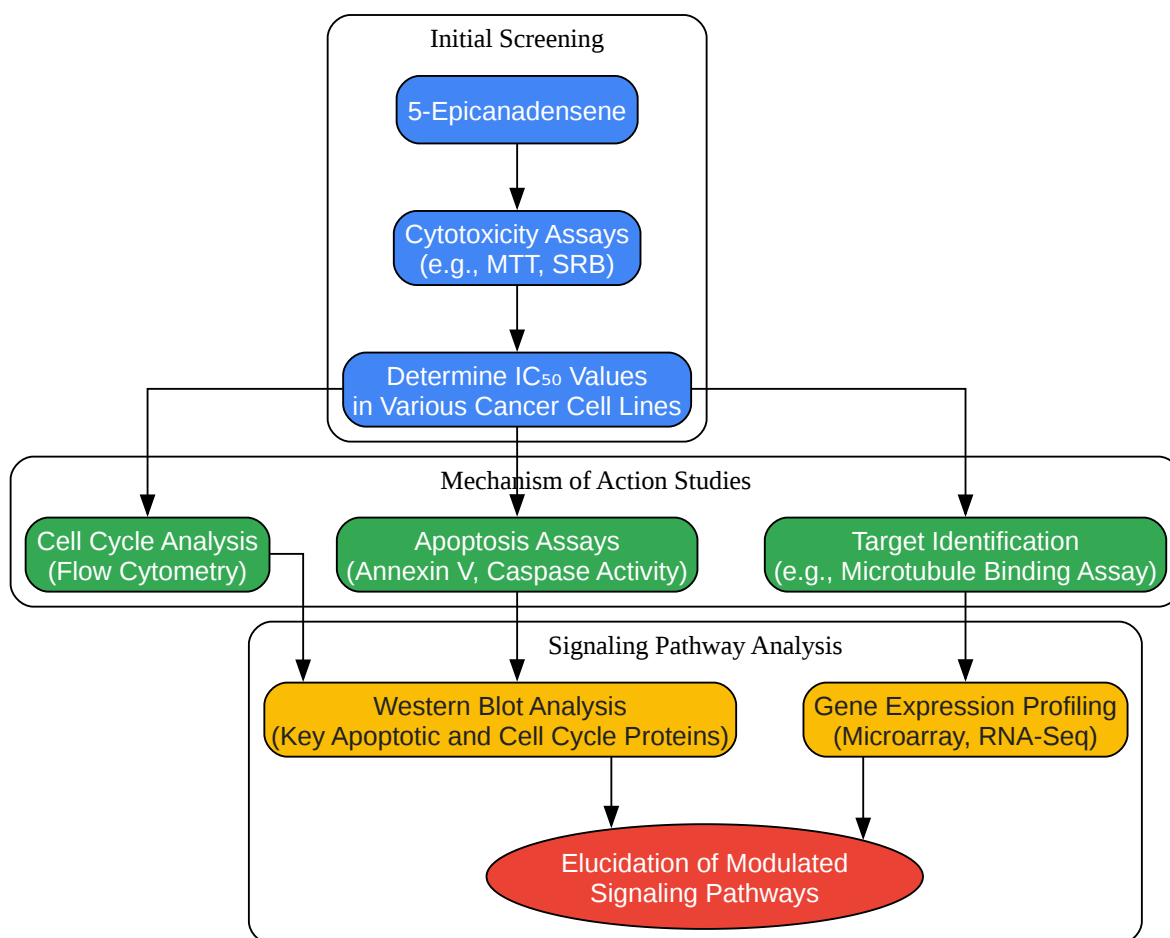 Initial Screening
5-Epicanadensene
Cytotoxicity Assays
(e.g., MTT, SRB)
Determine IC₅₀ Values
in Various Cancer Cell Lines
Mechanism of Action Studies
Cell Cycle Analysis
(Flow Cytometry)
Apoptosis Assays
(Annexin V, Caspase Activity)
Target Identification
(e.g., Microtubule Binding Assay)
Signaling Pathway Analysis
Western Blot Analysis
(Key Apoptotic and Cell Cycle Proteins)
Gene Expression Profiling
(Microarray, RNA-Seq)
Elucidation of Modulated
Signaling Pathways